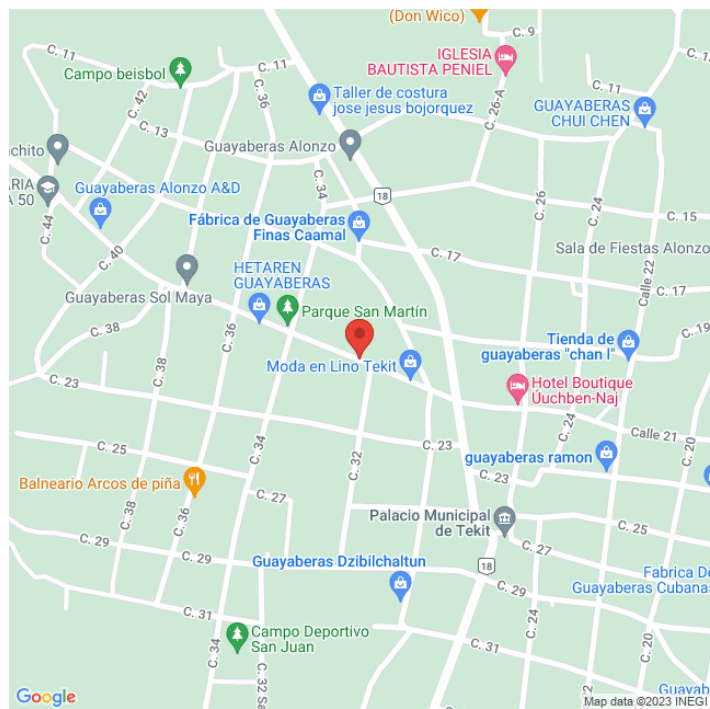 (Don Wico)
C. 9
C. 11
C. 11
IGLESIA
BAUTISTA PENIEL
C. 11
Campo beisbol
C. 36
C. 42
Taller de costura
jose jesus bojorquez
C. 26-A
GUAYABERAS
CHUI CHEN
C. 13
Guayaberas Alonzo
achito
ARIA
A 50
Guayaberas Alonzo A&D
C. 34
18
C. 26
C. 24
C. 15
C. 44
C. 40
Fábrica de Guayaberas
Finas Caamal
C. 17
Sala de Fiestas Alonzo
Calle 22
C. 17
HETAREN
GUAYABERAS
Guayaberas Sol Maya
Parque San Martín
C. 38
C. 36
C. 19
Tienda de
guayaberas "chan l"
Moda en Lino Tekit
Hotel Boutique
Úuchben-Naj
C. 23
C. 38
C. 24
Calle 21
C. 23
C. 20
C. 25
C. 34
C. 32
guayaberas ramon
C. 23
Balneario Arcos de piña
C. 27
C. 38
C. 36
Palacio Municipal
de Tekit
C. 25
C. 27
C. 29
C. 29
Guayaberas Dzibilchaltun
18
C. 29
Fabrica De
Guayaberas Cubanas
C. 31
C. 24
C. 20
Campo Deportivo
San Juan
C. 34
C. 32 San
C. 31
Guayab
Google
Map data ©2023 INEGI